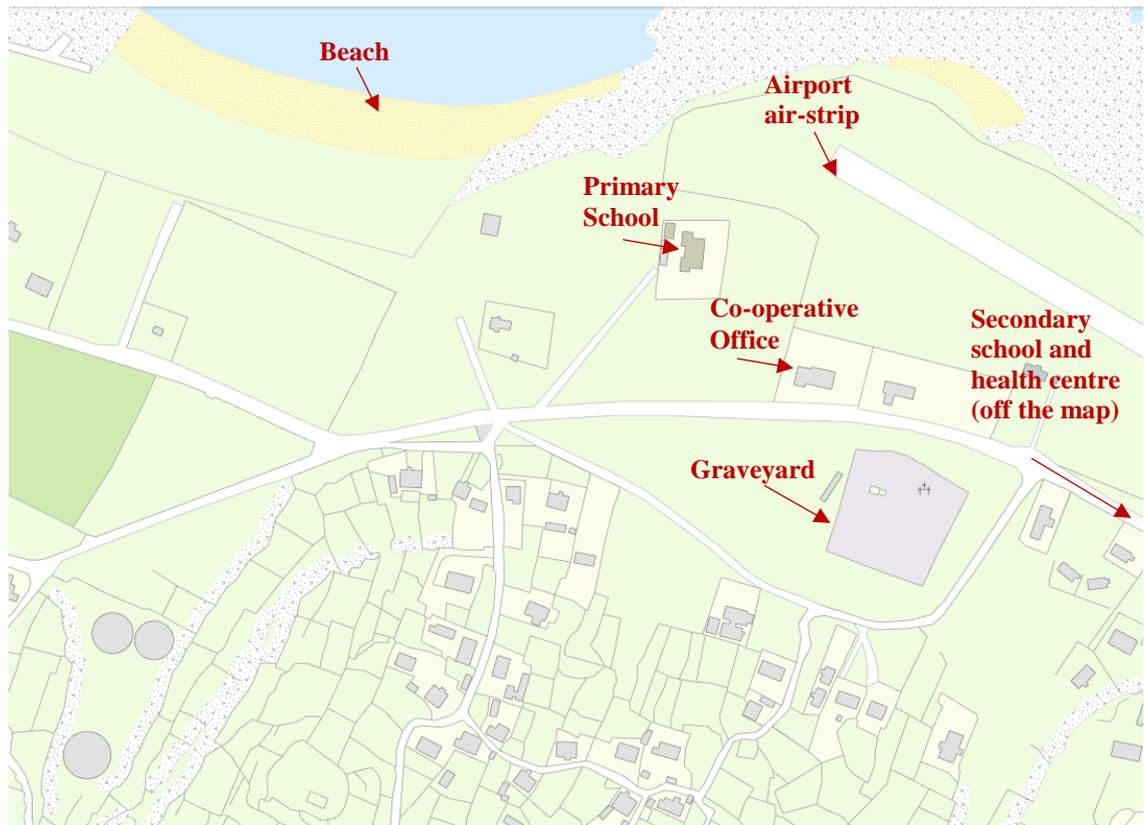 Beach
Airport
air-strip
Primary
School
Co-operative
Office
Secondary
school and
health centre
(off the map)
Graveyard